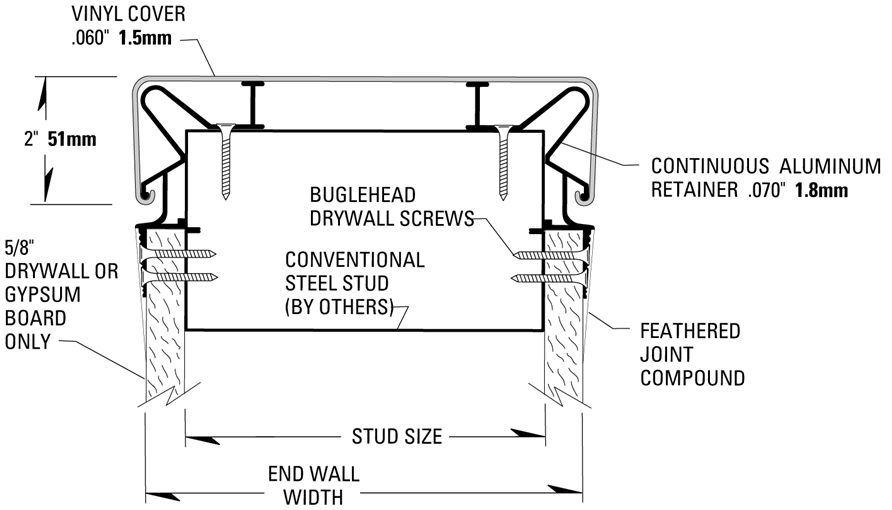 VINYL COVER
.060" 1.5mm
2" 51mm
CONTINUOUS ALUMINUM
RETAINER .070" 1.8mm
BUGLEHEAD
DRYWALL SCREWS
5/8"
DRYWALL OR
GYPSUM
BOARD
ONLY
CONVENTIONAL
STEEL STUD
(BY OTHERS)
FEATHERED
JOINT
COMPOUND
STUD SIZE
END WALL
WIDTH